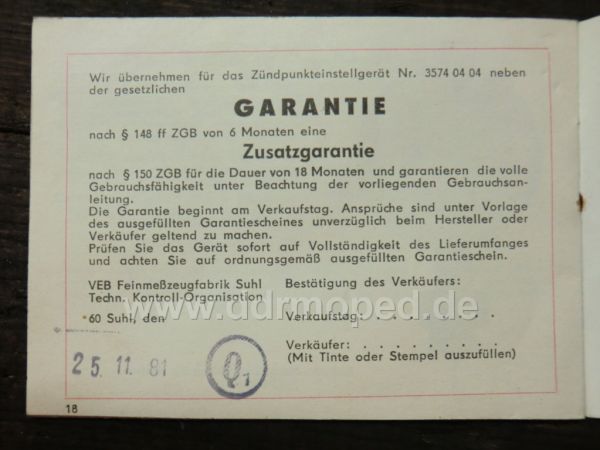 Wir übernehmen für das Zündpunkteinstellgerät Nr. 3574 04 04 neben
der gesetzlichen
GARANTIE
nach § 148 ff ZGB von 6 Monaten eine
Zusatzgarantie
nach § 150 ZGB für die Dauer von 18 Monaten und garantieren die volle
Gebrauchsfähigkeit unter Beachtung der vorliegenden Gebrauchsan-
leitung.
Die Garantie beginnt am Verkaufstag. Ansprüche sind unter Vorlage
des ausgefüllten Garantiescheines unverzüglich beim Hersteller oder
Verkäufer geltend zu machen.
Prüfen Sie das Gerät sofort auf Vollständigkeit des Lieferumfanges
und achten Sie auf ordnungsgemäß ausgefüllten Garantieschein.
VEB Feinmeßzeugfabrik Suhl
Techn. Kontroll-Organisation
60 Suhl, den
25. 11. 81
Q1
Bestätigung des Verkäufers:
Verkaufstag: . . . . . . . . .
Verkäufer: . . . . . . . . .
(Mit Tinte oder Stempel auszufüllen)
18
www.ddrmoped.de